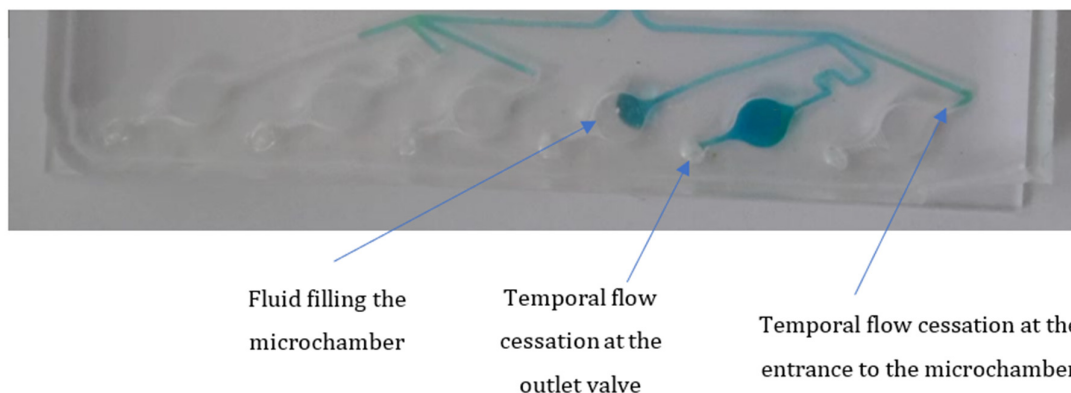 Fluid filling the
microchamber
Temporal flow
cessation at the
outlet valve
Temporal flow cessation at the
entrance to the microchamber